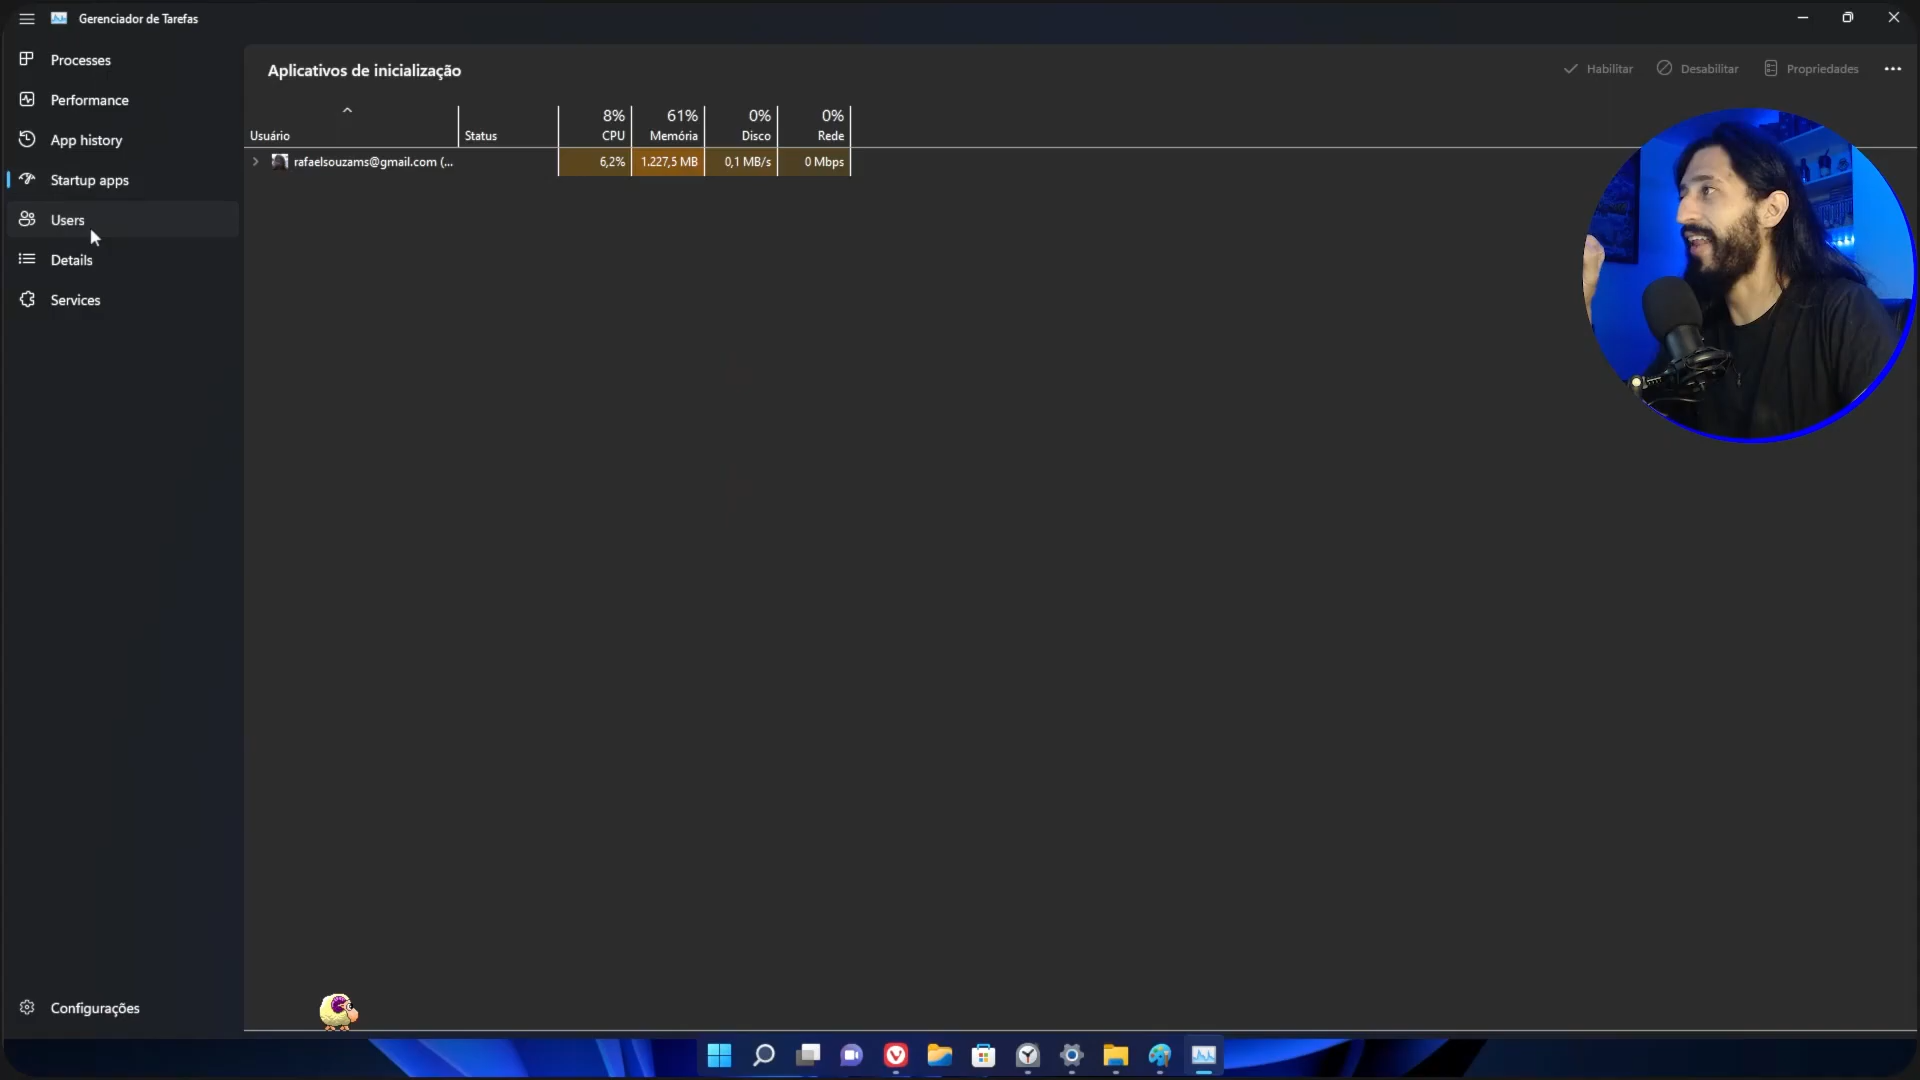 Gerenciador de Tarefas
Processes
Performance
App history
Startup apps
Users
Details
Services
Configurações
Aplicativos de inicialização
Habilitar
Desabilitar
Propriedades
8% 61% 0% 0%
Usuário Status CPU Memória Disco Rede
rafaelsouzams@gmail.com (... 6,2% 1.227,5 MB 0,1 MB/s 0 Mbps